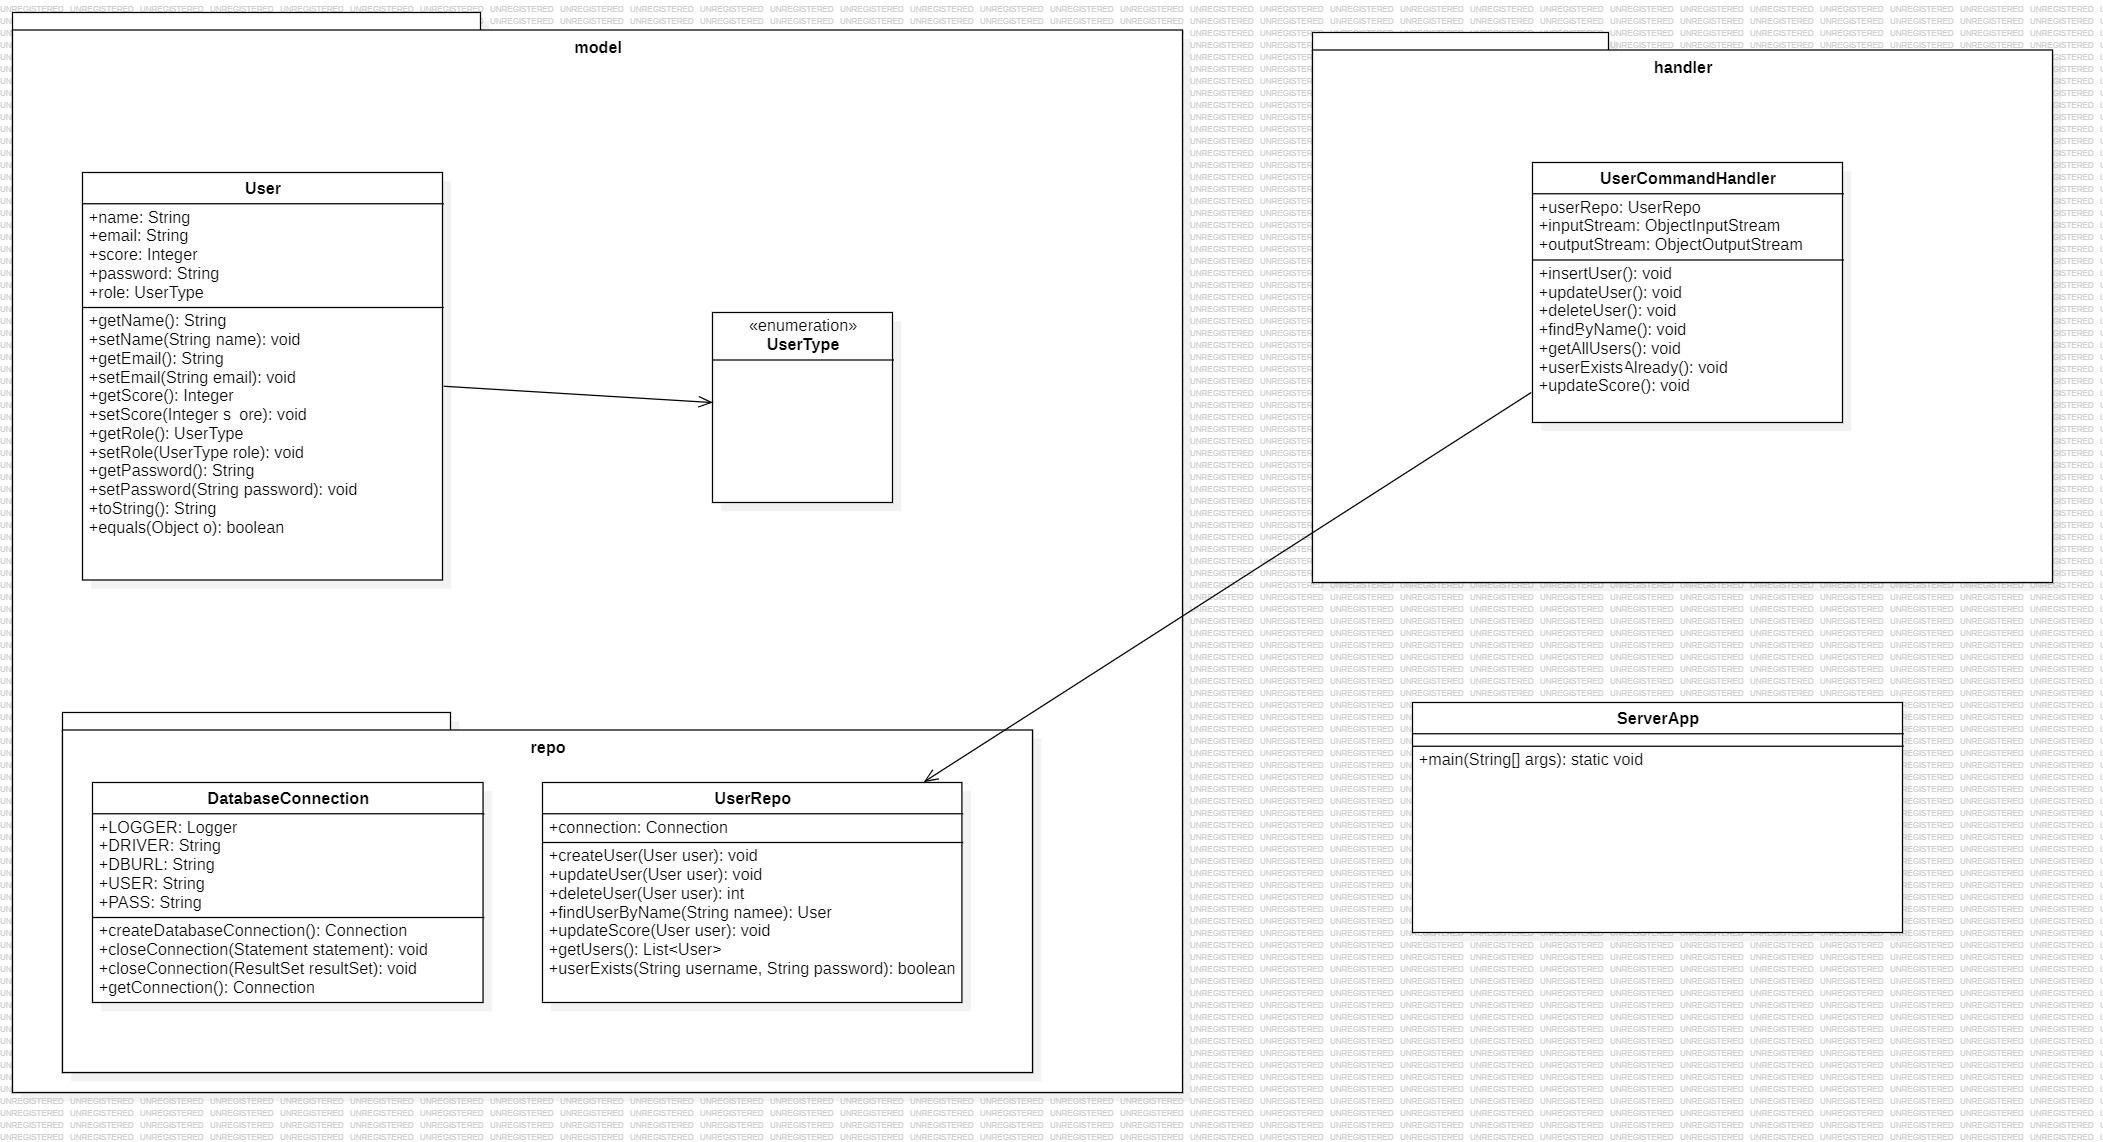 model
User
+name: String
+email: String
+score: Integer
+password: String
+role: UserType
+getName(): String
+setName(String name): void
+getEmail(): String
+setEmail(String email): void
+getScore(): Integer
+setScore(Integer s ore): void
+getRole(): UserType
+setRole(UserType role): void
+getPassword(): String
+setPassword(String password): void
+toString(): String
+equals(Object o): boolean
«enumeration»
UserType
repo
DatabaseConnection
+LOGGER: Logger
+DRIVER: String
+DBURL: String
+USER: String
+PASS: String
+createDatabaseConnection(): Connection
+closeConnection(Statement statement): void
+closeConnection(ResultSet resultSet): void
+getConnection(): Connection
UserRepo
+connection: Connection
+createUser(User user): void
+updateUser(User user): void
+deleteUser(User user): int
+findUserByName(String namee): User
+updateScore(User user): void
+getUsers(): List<User>
+userExists(String username, String password): boolean
handler
UserCommandHandler
+userRepo: UserRepo
+inputStream: ObjectInputStream
+outputStream: ObjectOutputStream
+insertUser(): void
+updateUser(): void
+deleteUser(): void
+findByName(): void
+getAllUsers(): void
+userExistsAlready(): void
+updateScore(): void
ServerApp
+main(String[] args): static void
UNREGISTERED